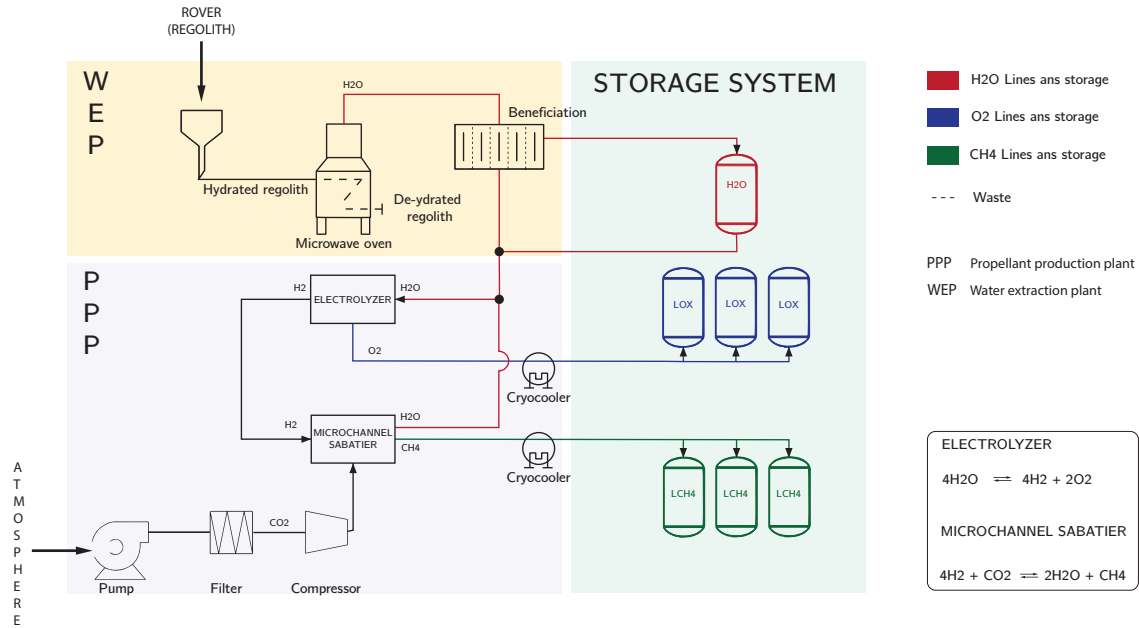 ROVER
(REGOLITH)
W
E
P
STORAGE SYSTEM
H2O
Beneficiation
H2O
Hydrated regolith
De-ydrated
regolith
Microwave oven
P
P
P
H2
ELECTROLYZER
H2O
O2
LOX
LOX
LOX
Cryocooler
H2
MICROCHANNEL
SABATIER
H2O
CH4
Cryocooler
LCH4
LCH4
LCH4
A
T
M
O
S
P
H
E
R
E
CO2
Pump
Filter
Compressor
H2O Lines ans storage
O2 Lines ans storage
CH4 Lines ans storage
Waste
PPP Propellant production plant
WEP Water extraction plant
ELECTROLYZER
4H2O ⇌ 4H2 + 2O2
MICROCHANNEL SABATIER
4H2 + CO2 ⇌ 2H2O + CH4